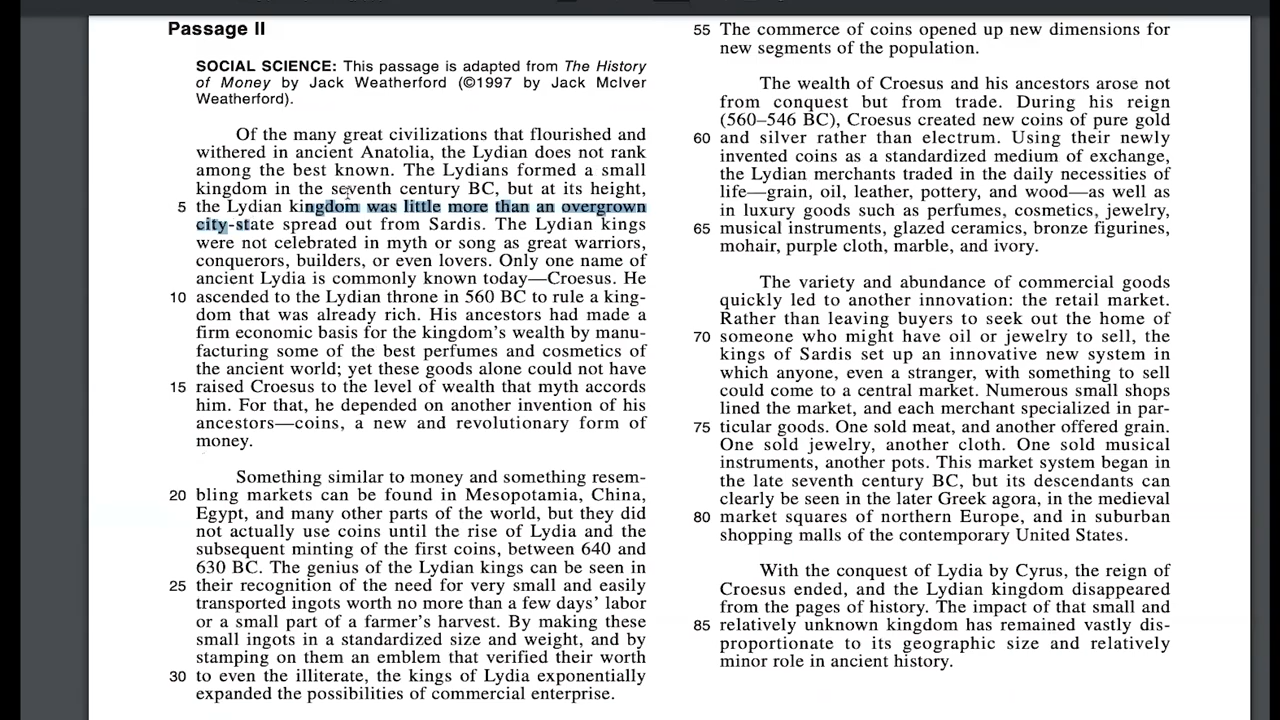 Passage II
SOCIAL SCIENCE: This passage is adapted from The History
of Money by Jack Weatherford (©1997 by Jack McIver
Weatherford).
Of the many great civilizations that flourished and
withered in ancient Anatolia, the Lydian does not rank
among the best known. The Lydians formed a small
kingdom in the seventh century BC, but at its height,
5 the Lydian kingdom was little more than an overgrown
city-state spread out from Sardis. The Lydian kings
were not celebrated in myth or song as great warriors,
conquerors, builders, or even lovers. Only one name of
ancient Lydia is commonly known today—Croesus. He
10 ascended to the Lydian throne in 560 BC to rule a king-
dom that was already rich. His ancestors had made a
firm economic basis for the kingdom's wealth by manu-
facturing some of the best perfumes and cosmetics of
the ancient world; yet these goods alone could not have
15 raised Croesus to the level of wealth that myth accords
him. For that, he depended on another invention of his
ancestors—coins, a new and revolutionary form of
money.
Something similar to money and something resem-
20 bling markets can be found in Mesopotamia, China,
Egypt, and many other parts of the world, but they did
not actually use coins until the rise of Lydia and the
subsequent minting of the first coins, between 640 and
630 BC. The genius of the Lydian kings can be seen in
25 their recognition of the need for very small and easily
transported ingots worth no more than a few days' labor
or a small part of a farmer's harvest. By making these
small ingots in a standardized size and weight, and by
stamping on them an emblem that verified their worth
30 to even the illiterate, the kings of Lydia exponentially
expanded the possibilities of commercial enterprise.
55 The commerce of coins opened up new dimensions for
new segments of the population.
The wealth of Croesus and his ancestors arose not
from conquest but from trade. During his reign
(560–546 BC), Croesus created new coins of pure gold
60 and silver rather than electrum. Using their newly
invented coins as a standardized medium of exchange,
the Lydian merchants traded in the daily necessities of
life—grain, oil, leather, pottery, and wood—as well as
in luxury goods such as perfumes, cosmetics, jewelry,
65 musical instruments, glazed ceramics, bronze figurines,
mohair, purple cloth, marble, and ivory.
The variety and abundance of commercial goods
quickly led to another innovation: the retail market.
Rather than leaving buyers to seek out the home of
70 someone who might have oil or jewelry to sell, the
kings of Sardis set up an innovative new system in
which anyone, even a stranger, with something to sell
could come to a central market. Numerous small shops
lined the market, and each merchant specialized in par-
75 ticular goods. One sold meat, and another offered grain.
One sold jewelry, another cloth. One sold musical
instruments, another pots. This market system began in
the late seventh century BC, but its descendants can
clearly be seen in the later Greek agora, in the medieval
80 market squares of northern Europe, and in suburban
shopping malls of the contemporary United States.
With the conquest of Lydia by Cyrus, the reign of
Croesus ended, and the Lydian kingdom disappeared
from the pages of history. The impact of that small and
85 relatively unknown kingdom has remained vastly dis-
proportionate to its geographic size and relatively
minor role in ancient history.